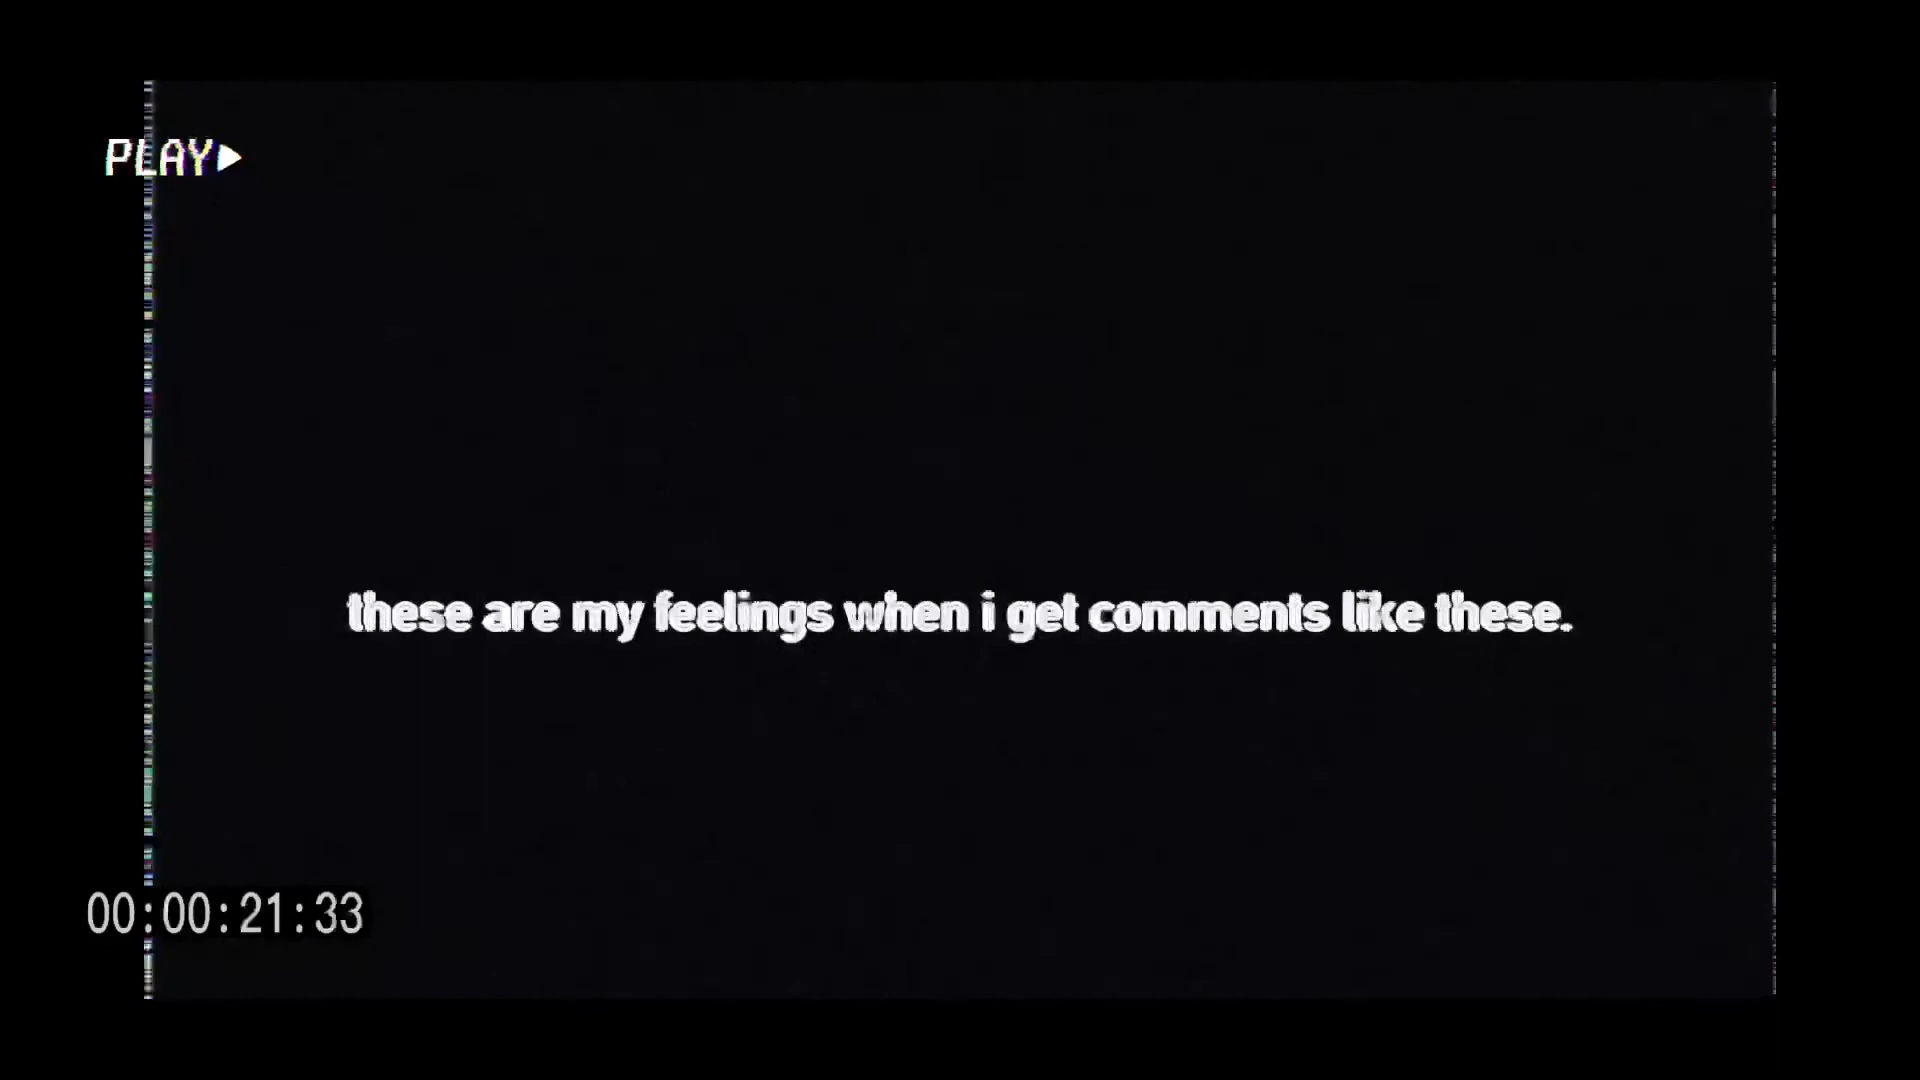 PLAY▶
these are my feelings when i get comments like these.
00:00:21:33